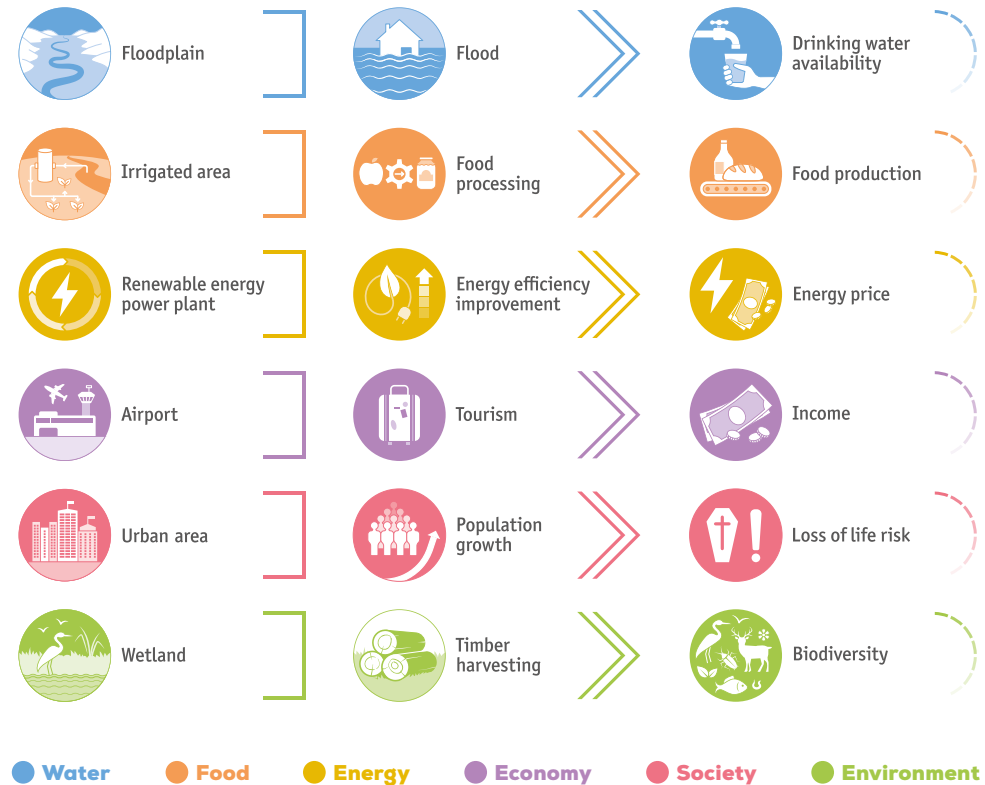 Floodplain
Flood
Drinking water
availability
Irrigated area
Food
processing
Food production
Renewable energy
power plant
Energy efficiency
improvement
Energy price
Airport
Tourism
Income
Urban area
Population
growth
Loss of life risk
Wetland
Timber
harvesting
Biodiversity
Water
Food
Energy
Economy
Society
Environment